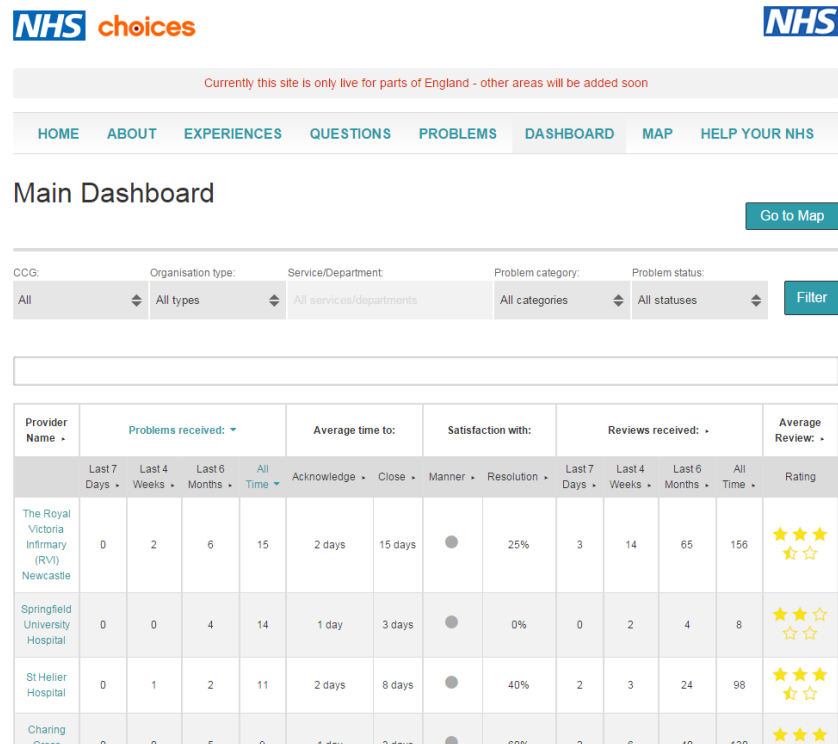 NHS choices
NHS
Currently this site is only live for parts of England - other areas will be added soon
HOME ABOUT EXPERIENCES QUESTIONS PROBLEMS DASHBOARD MAP HELP YOUR NHS
Main Dashboard
Go to Map
CCG: Organisation type: Service/Department: Problem category: Problem status:
All All types All services/departments All categories All statuses Filter
Provider Name Problems received: Average time to: Satisfaction with: Reviews received: Average Review:
Last 7 Days Last 4 Weeks Last 6 Months All Time Acknowledge Close Manner Resolution Last 7 Days Last 4 Weeks Last 6 Months All Time Rating
The Royal Victoria Infirmary (RVI) Newcastle 0 2 6 15 2 days 15 days 25% 3 14 65 156
Springfield University Hospital 0 0 4 14 1 day 3 days 0% 0 2 4 8
St Helier Hospital 0 1 2 11 2 days 8 days 40% 2 3 24 98
Charing